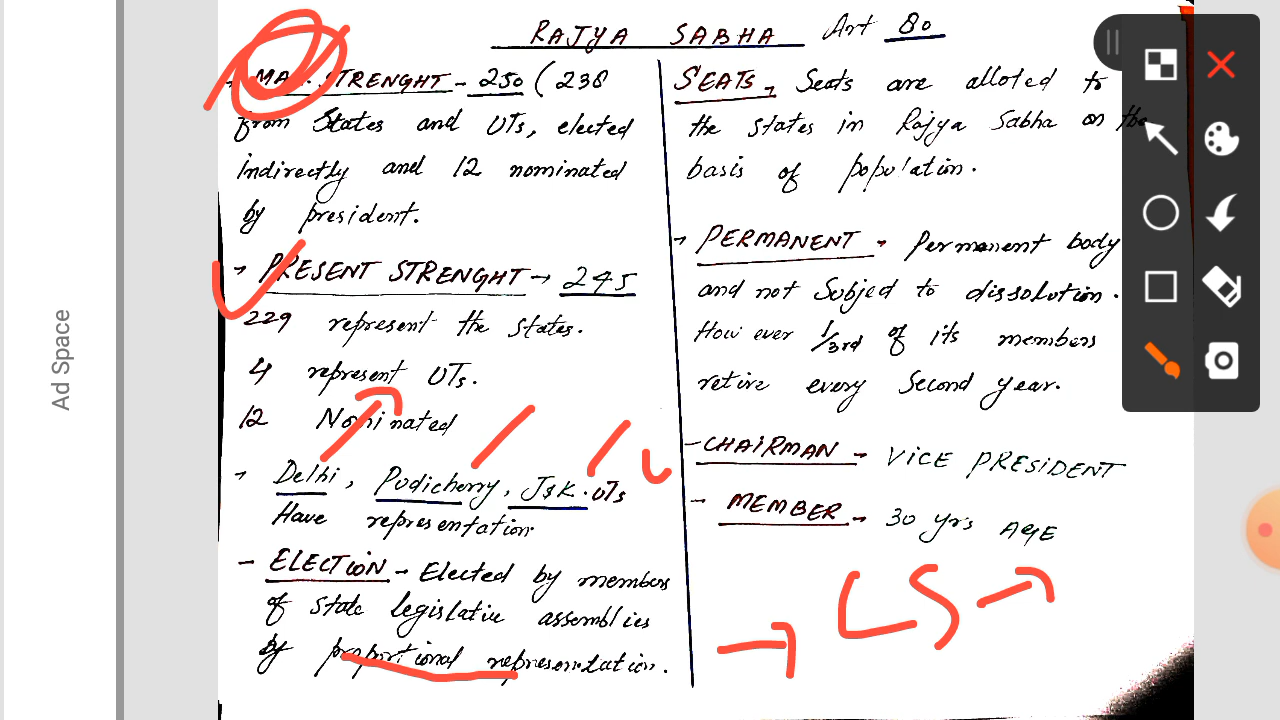 RAJYA SABHA Art 80
- MAX. STRENGHT - 250 ( 238
from States and UTs, elected
indirectly and 12 nominated
by president.
→ PRESENT STRENGHT → 245
229 represent the states.
4 represent UTs.
12 Nominated
→ Delhi, Pudicherry, J&K. UTs
Have representation
- ELECTION - Elected by members
of state legislative assemblies
by proportional representation.
SEATS → Seats are alloted to
the states in Rajya Sabha on the
basis of population.
→ PERMANENT - Permanent body
and not Subjed to dissolution.
How ever 1/3rd of its members
retire every Second year.
- CHAIRMAN - VICE PRESIDENT
- MEMBER - 30 yrs AGE
→ LS →
Ad Space